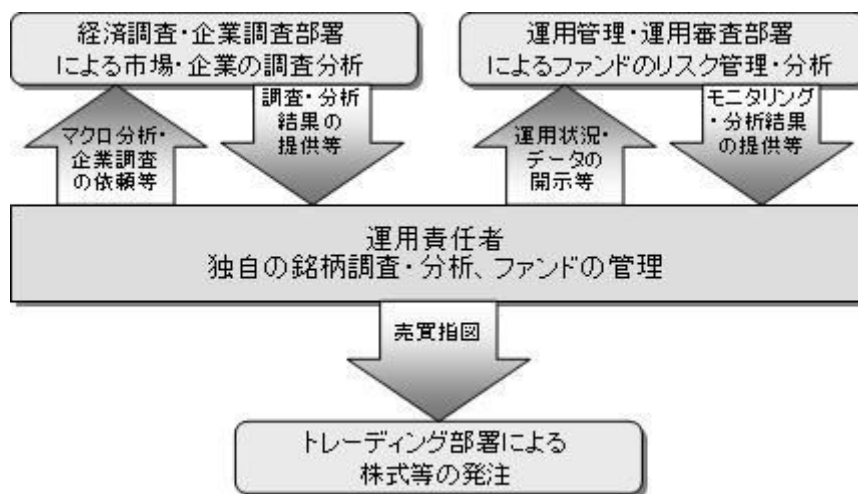 経済調査・企業調査部署
による市場・企業の調査分析
運用管理・運用審査部署
によるファンドのリスク管理・分析
マクロ分析・
企業調査
の依頼等
調査・分析
結果の
提供等
運用状況・
データの
開示等
モニタリング
・分析結果
の提供等
運用責任者
独自の銘柄調査・分析、ファンドの管理
売買指図
トレーディング部署による
株式等の発注